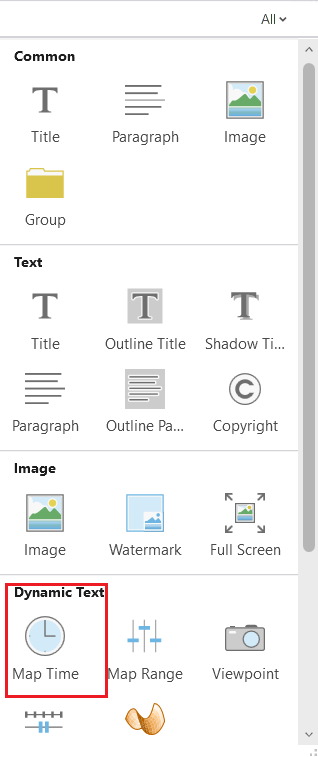 All
Common
Title Paragraph Image
Group
Text
Title Outline Title Shadow Ti...
Paragraph Outline Pa... Copyright
Image
Image Watermark Full Screen
Dynamic Text
Map Time Map Range Viewpoint